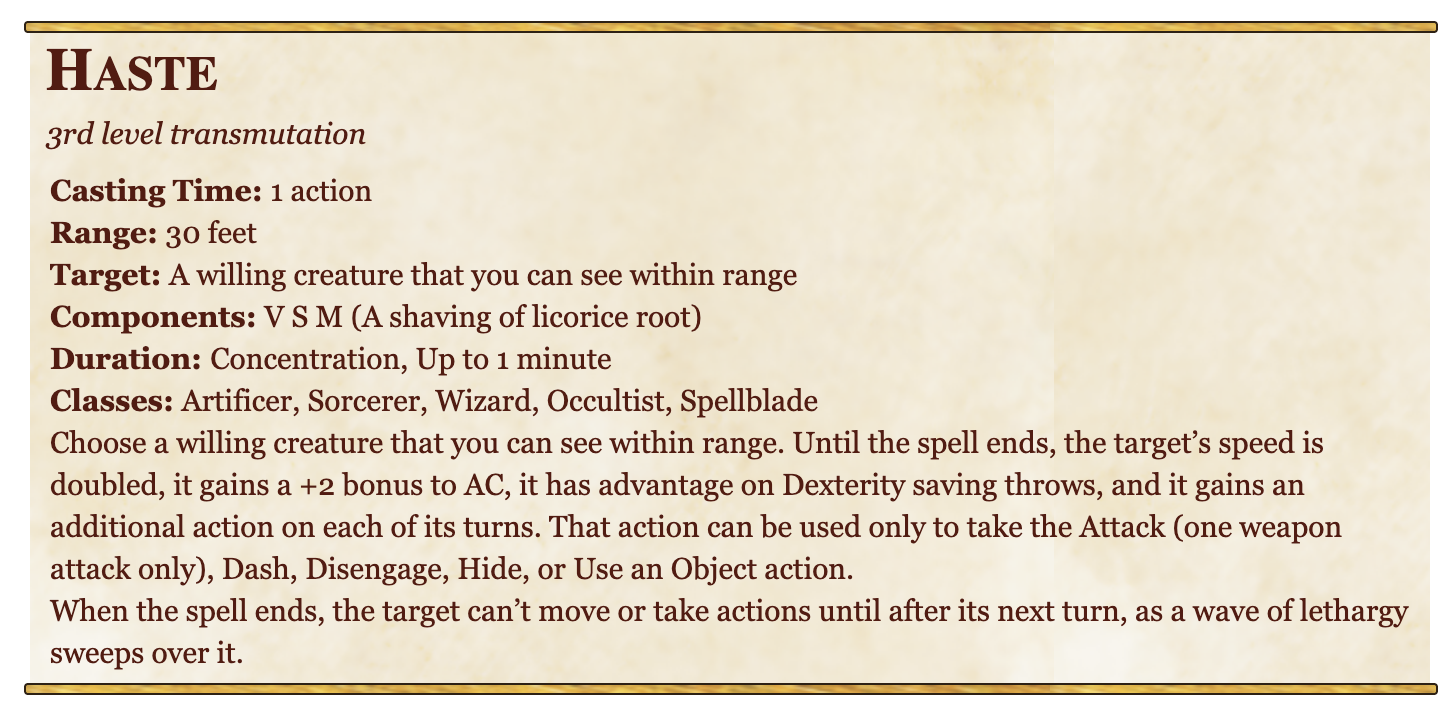 Haste
3rd level transmutation
Casting Time: 1 action
Range: 30 feet
Target: A willing creature that you can see within range
Components: V S M (A shaving of licorice root)
Duration: Concentration, Up to 1 minute
Classes: Artificer, Sorcerer, Wizard, Occultist, Spellblade
Choose a willing creature that you can see within range. Until the spell ends, the target’s speed is
doubled, it gains a +2 bonus to AC, it has advantage on Dexterity saving throws, and it gains an
additional action on each of its turns. That action can be used only to take the Attack (one weapon
attack only), Dash, Disengage, Hide, or Use an Object action.
When the spell ends, the target can’t move or take actions until after its next turn, as a wave of lethargy
sweeps over it.